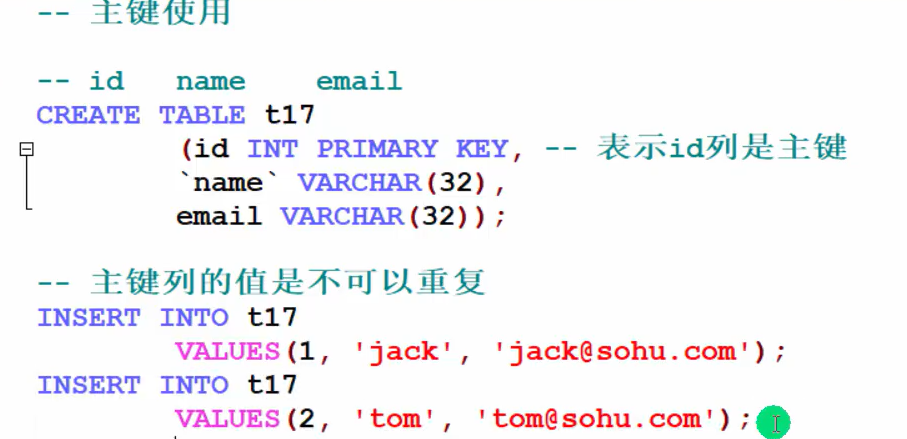 -- 主键使用
-- id   name    email
CREATE TABLE t17
(id INT PRIMARY KEY, -- 表示id列是主键
`name` VARCHAR(32),
email VARCHAR(32));
-- 主键列的值是不可以重复
INSERT INTO t17
VALUES(1, 'jack', 'jack@sohu.com');
INSERT INTO t17
VALUES(2, 'tom', 'tom@sohu.com');